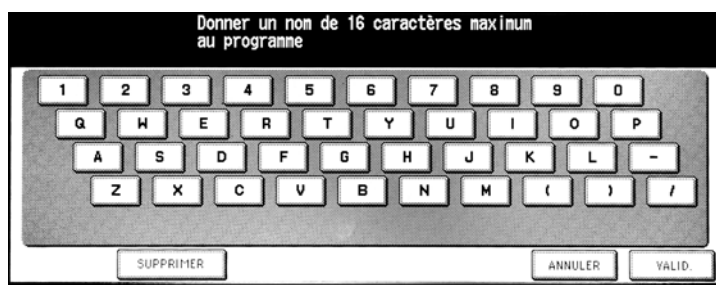 Donner un nom de 16 caractères maximum
au programme
1 2 3 4 5 6 7 8 9 0
Q W E R T Y U I O P
A S D F G H J K L -
Z X C V B N M ( ) /
SUPPRIMER ANNULER VALID.